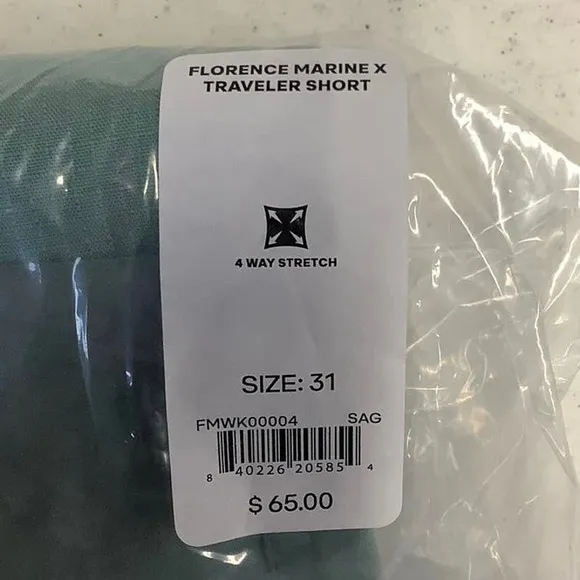 FLORENCE MARINE X
TRAVELER SHORT
4 WAY STRETCH
SIZE: 31
FMWK00004 SAG
8 40226 20585 4
$ 65.00